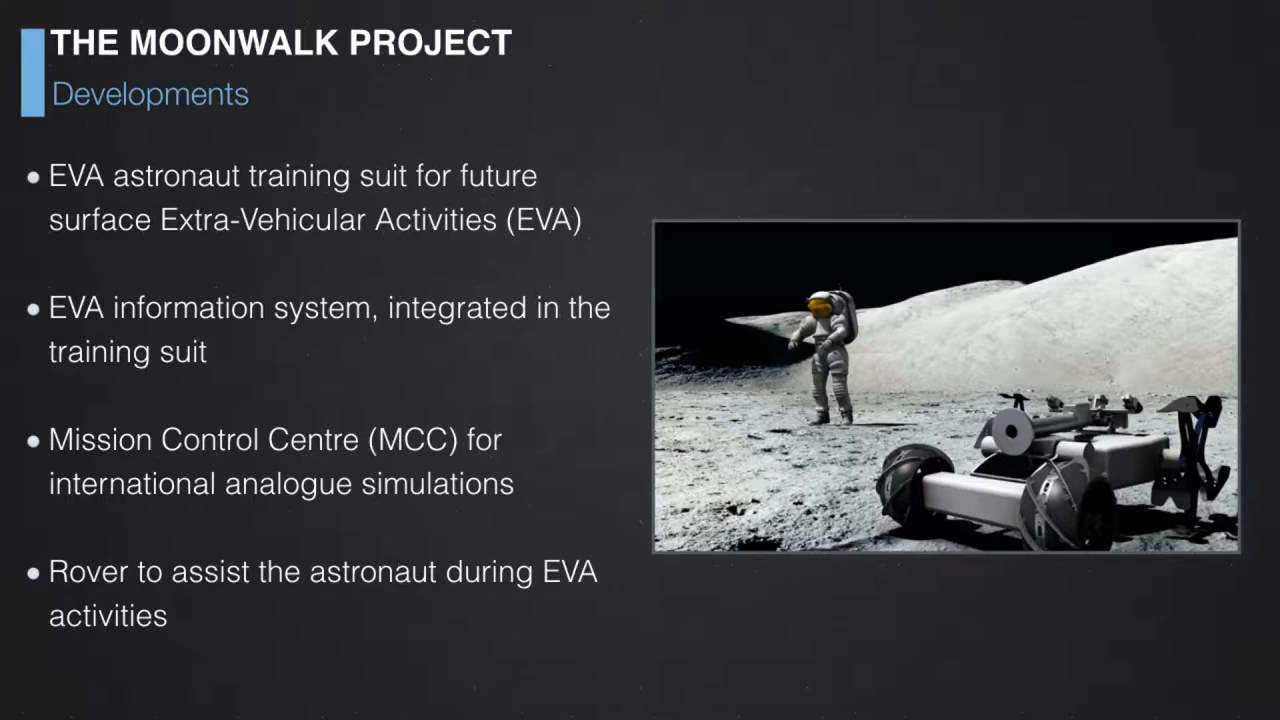 THE MOONWALK PROJECT
Developments
• EVA astronaut training suit for future
surface Extra-Vehicular Activities (EVA)
• EVA information system, integrated in the
training suit
• Mission Control Centre (MCC) for
international analogue simulations
• Rover to assist the astronaut during EVA
activities